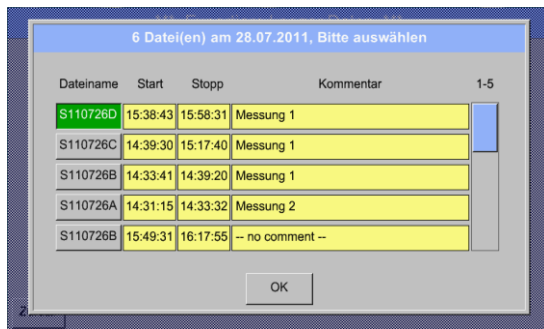 6 Datei(en) am 28.07.2011, Bitte auswählen
Dateiname Start Stopp Kommentar 1-5
S110726D 15:38:43 15:58:31 Messung 1
S110726C 14:39:30 15:17:40 Messung 1
S110726B 14:33:41 14:39:20 Messung 1
S110726A 14:31:15 14:33:32 Messung 2
S110726B 15:49:31 16:17:55 -- no comment --
OK